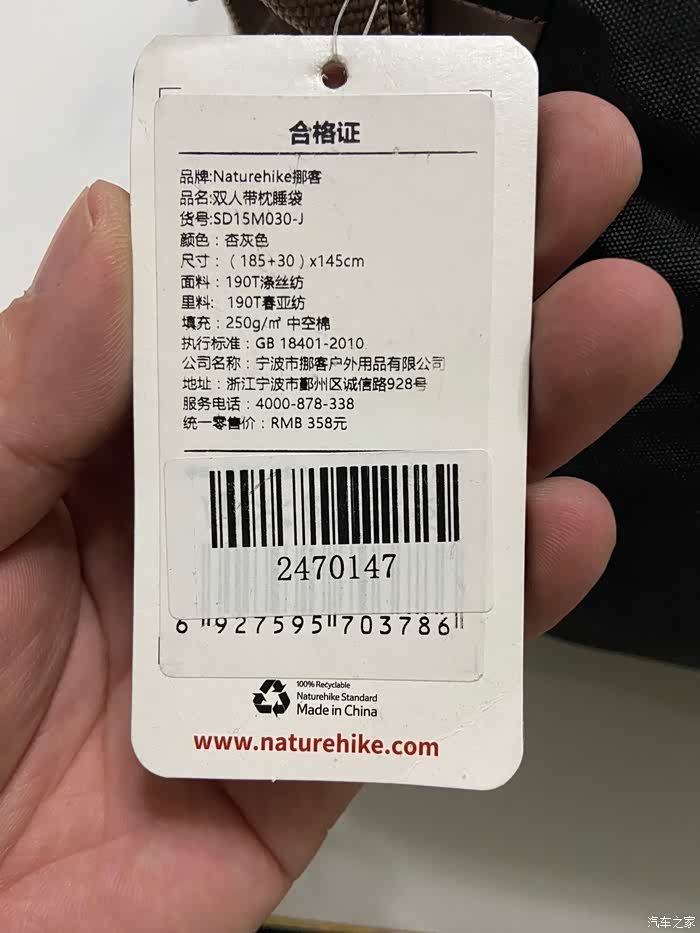 合格证
品牌:Naturehike挪客
品名:双人带枕睡袋
货号:SD15M030-J
颜色：杏灰色
尺寸：（185+30）x145cm
面料：190T涤丝纺
里料：190T春亚纺
填充：250g/㎡ 中空棉
执行标准：GB 18401-2010
公司名称：宁波市挪客户外用品有限公司
地址：浙江宁波市鄞州区诚信路928号
服务电话：4000-878-338
统一零售价：RMB 358元
2470147
6 927595 703786
100% Recyclable
Naturehike Standard
Made in China
www.naturehike.com
汽车之家